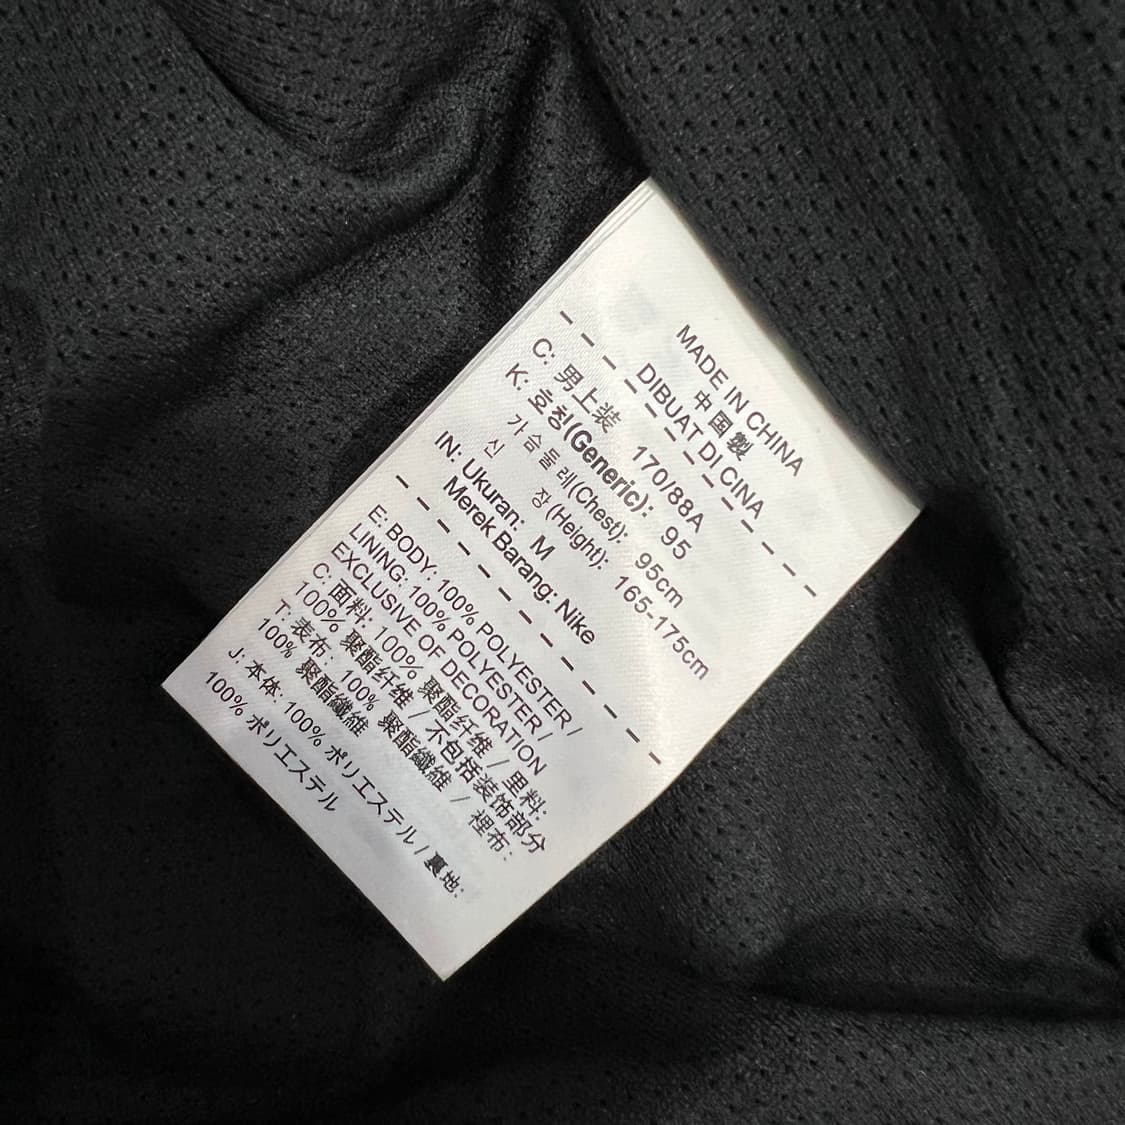 MADE IN CHINA
中国製
DIBUAT DI CINA
C: 男上装 170/88A
K: 호칭(Generic): 95
가슴둘레(Chest): 95cm
신 장(Height): 165-175cm
IN: Ukuran: M
Merek Barang: Nike
E: BODY: 100% POLYESTER /
LINING: 100% POLYESTER /
EXCLUSIVE OF DECORATION
C: 面料: 100% 聚酯纤维 / 里料:
100% 聚酯纤维 / 不包括装饰部分
T: 表布: 100% 聚酯纖維 / 裡布:
100% 聚酯纖維
J: 本体: 100% ポリエステル / 裏地:
100% ポリエステル